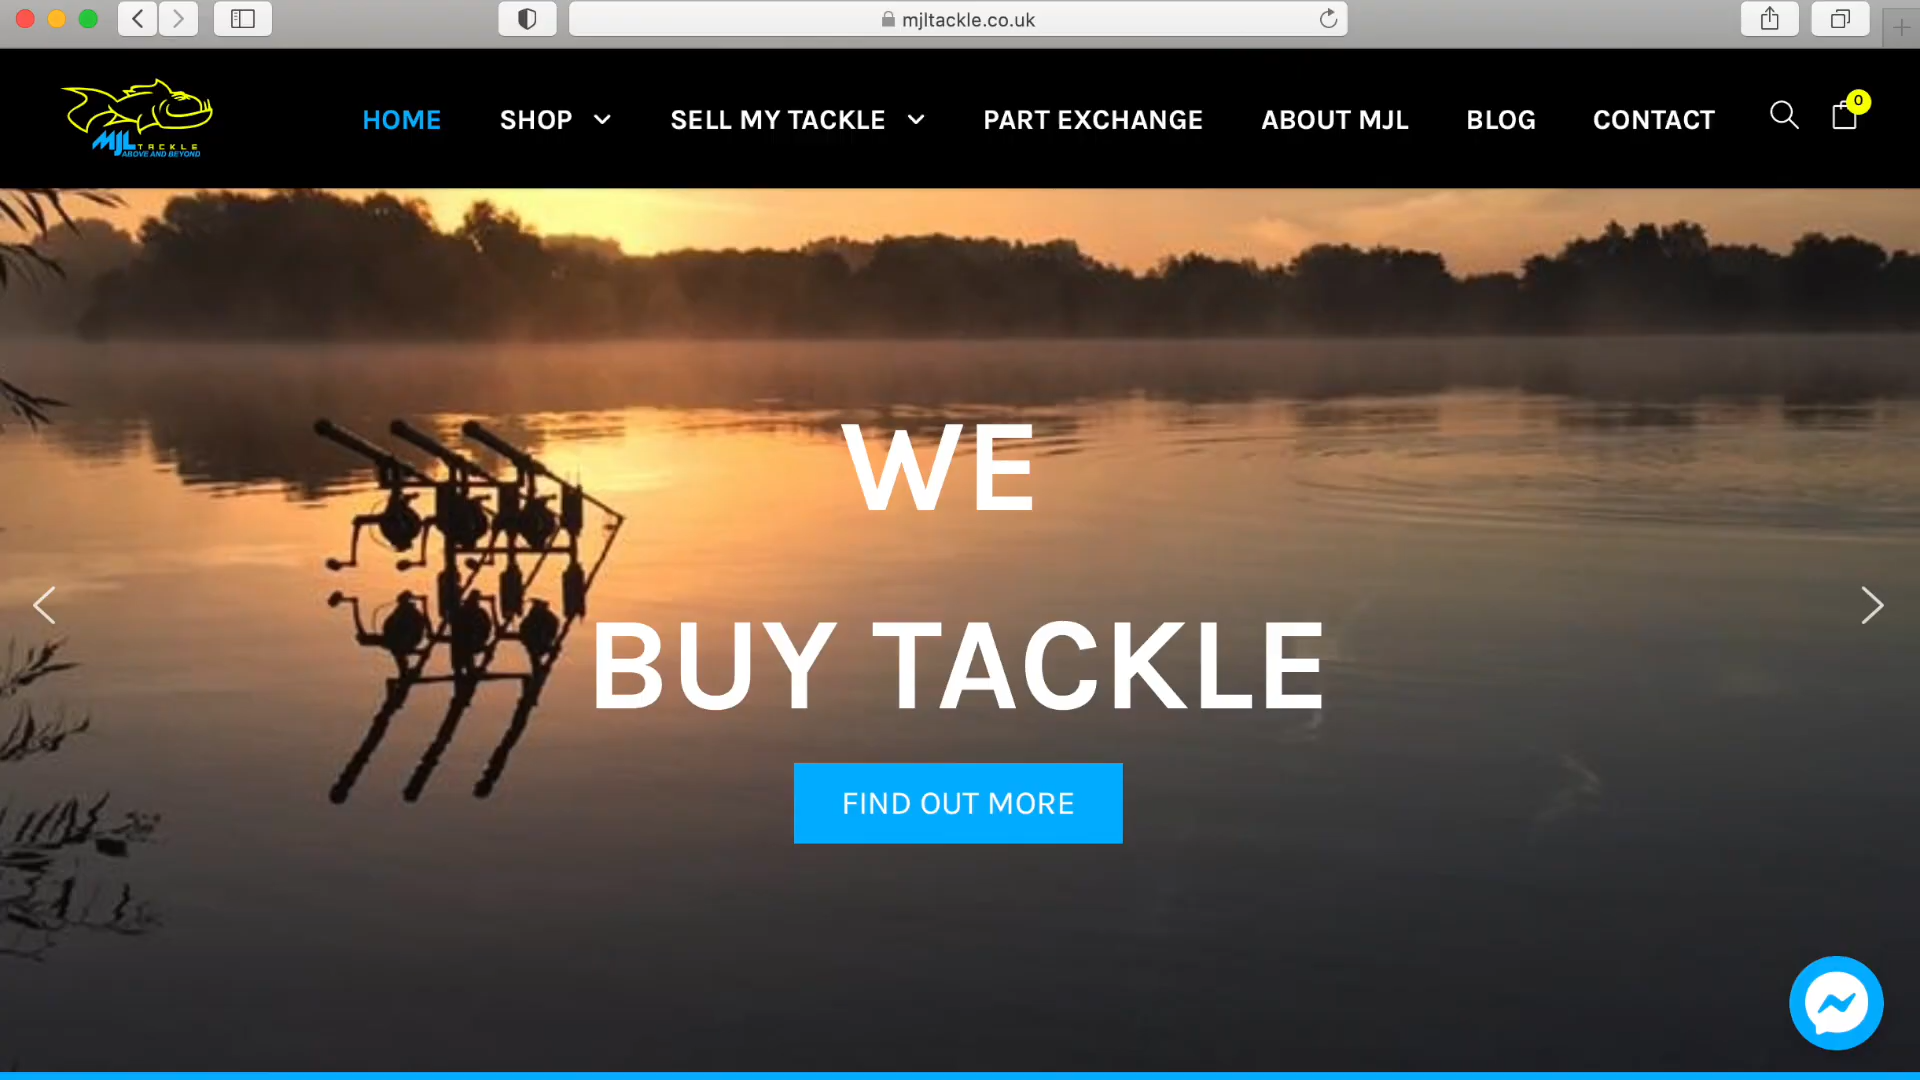 mjltackle.co.uk
MJL TACKLE
ABOVE AND BEYOND
HOME SHOP SELL MY TACKLE PART EXCHANGE ABOUT MJL BLOG CONTACT 0
WE
BUY TACKLE
FIND OUT MORE